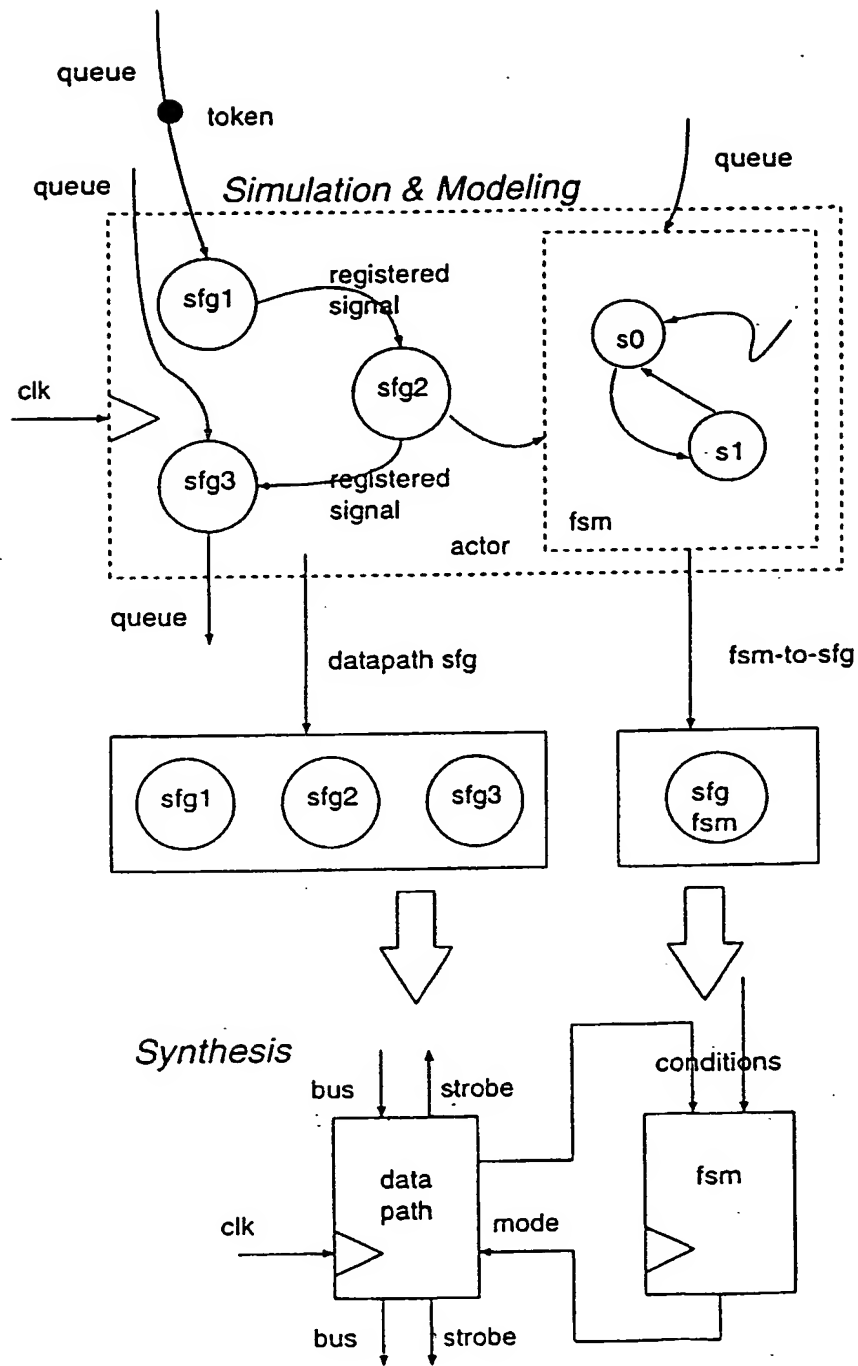 queue
token
queue
queue
Simulation & Modeling
sfg1
registered
signal
s0
clk
sfg2
s1
sfg3
registered
signal
fsm
actor
queue
datapath sfg
fsm-to-sfg
sfg1
sfg2
sfg3
sfg
fsm
Synthesis
conditions
bus
strobe
data
path
fsm
clk
mode
bus
strobe